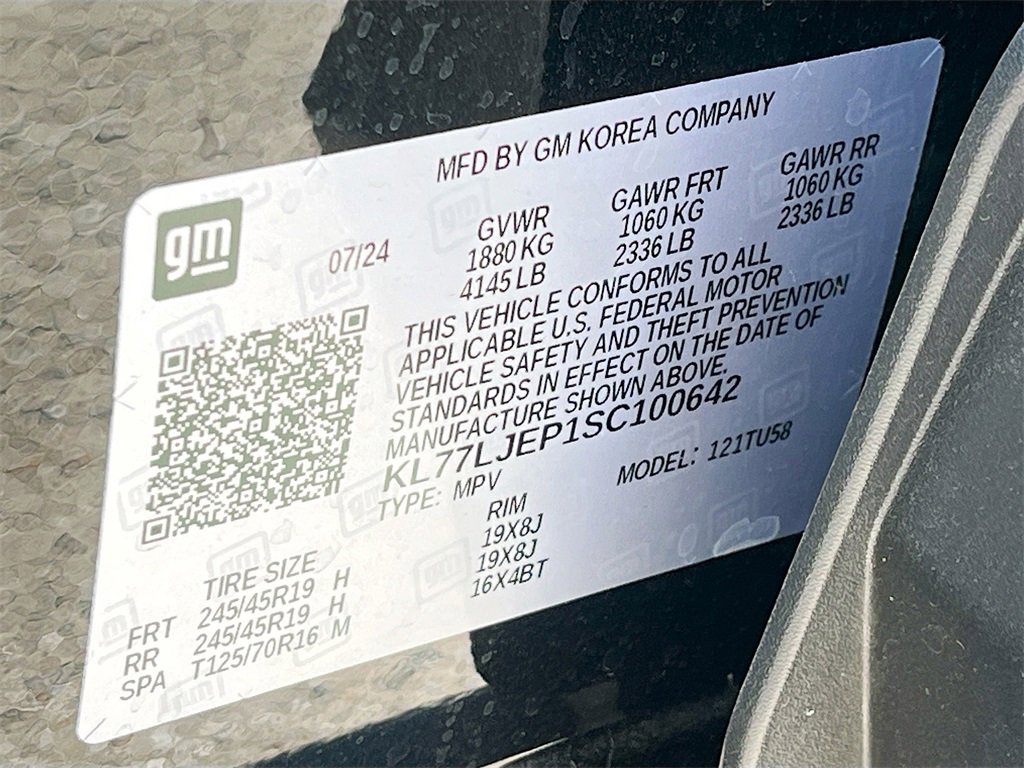 MFD BY GM KOREA COMPANY
gm
07/24
GVWR GAWR FRT GAWR RR
1880 KG 1060 KG 1060 KG
4145 LB 2336 LB 2336 LB
THIS VEHICLE CONFORMS TO ALL
APPLICABLE U.S. FEDERAL MOTOR
VEHICLE SAFETY AND THEFT PREVENTION
STANDARDS IN EFFECT ON THE DATE OF
MANUFACTURE SHOWN ABOVE.
KL77LJEP1SC100642
TYPE: MPV MODEL: 121TU58
TIRE SIZE RIM
FRT 245/45R19 H 19X8J
RR 245/45R19 H 19X8J
SPA T125/70R16 M 16X4BT